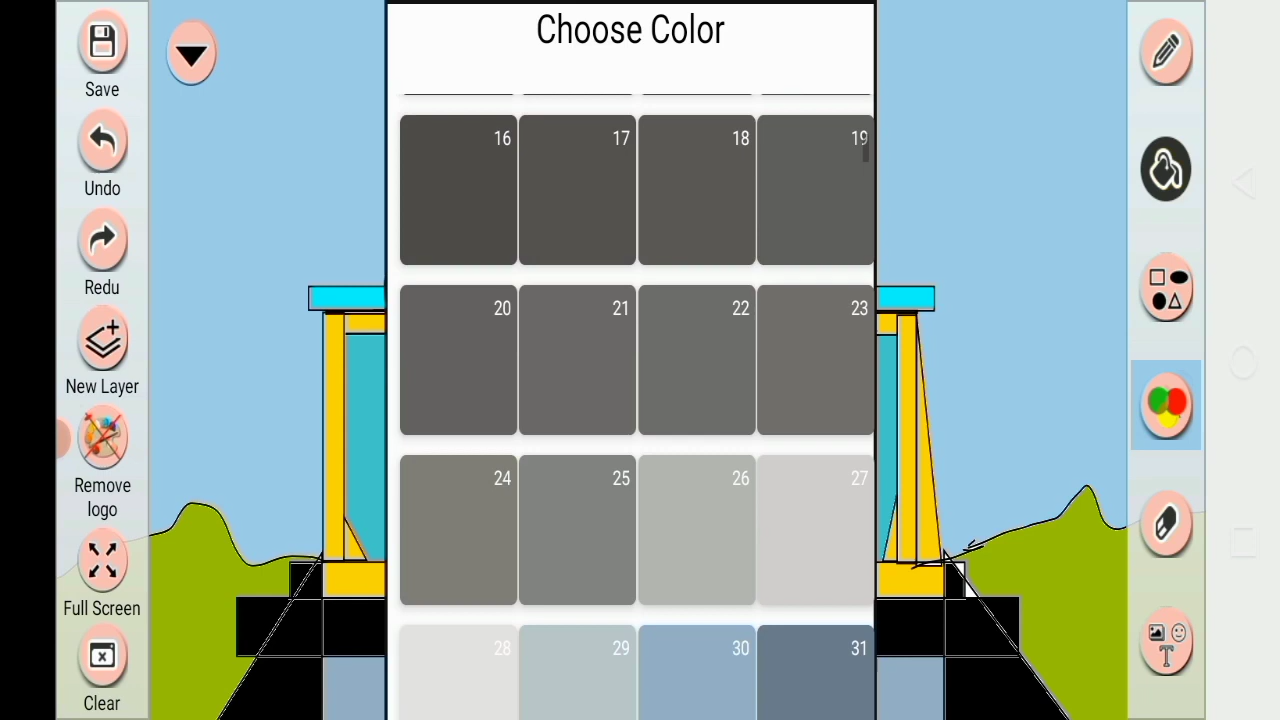 Choose Color
Save
Undo
Redu
New Layer
Remove
logo
Full Screen
Clear
16 17 18 19
20 21 22 23
24 25 26 27
28 29 30 31
T